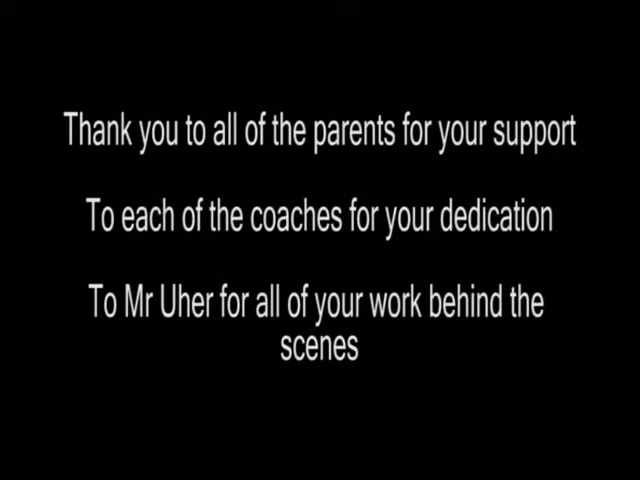 Thank you to all of the parents for your support
To each of the coaches for your dedication
To Mr Uher for all of your work behind the
scenes